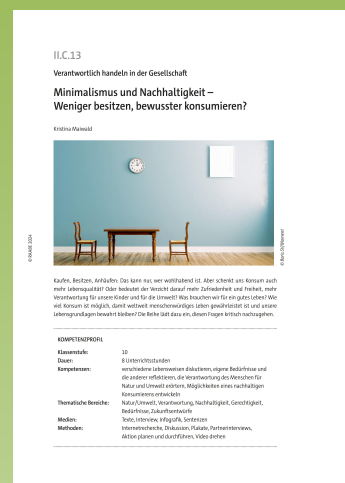 II.C.13
Verantwortlich handeln in der Gesellschaft
Minimalismus und Nachhaltigkeit –
Weniger besitzen, bewusster konsumieren?
Kristina Maiwald
© RAABE 2024
Kaufen, Besitzen, Anhäufen: Das kann nur, wer wohlhabend ist. Aber schenkt uns Konsum auch
mehr Lebensqualität? Oder bedeutet der Verzicht darauf mehr Zufriedenheit und Freiheit, mehr
Verantwortung für unsere Kinder und für die Umwelt? Was brauchen wir für ein gutes Leben? Wie
viel Konsum ist möglich, damit weltweit menschenwürdiges Leben gewährleistet ist und unsere
Lebensgrundlagen bewahrt bleiben? Die Reihe lädt dazu ein, diesen Fragen kritisch nachzugehen.
KOMPETENZPROFIL
Klassenstufe: 10
Dauer: 8 Unterrichtsstunden
Kompetenzen: verschiedene Lebensweisen diskutieren, eigene Bedürfnisse und
die anderer reflektieren, die Verantwortung des Menschen für
Natur und Umwelt erörtern, Möglichkeiten eines nachhaltigen
Konsumierens entwickeln
Thematische Bereiche: Natur/Umwelt, Verantwortung, Nachhaltigkeit, Gerechtigkeit,
Bedürfnisse, Zukunftsentwürfe
Medien: Texte, Interview, Infografik, Sentenzen
Methoden: Internetrecherche, Diskussion, Plakate, Partnerinterviews,
Aktion planen und durchführen, Video drehen